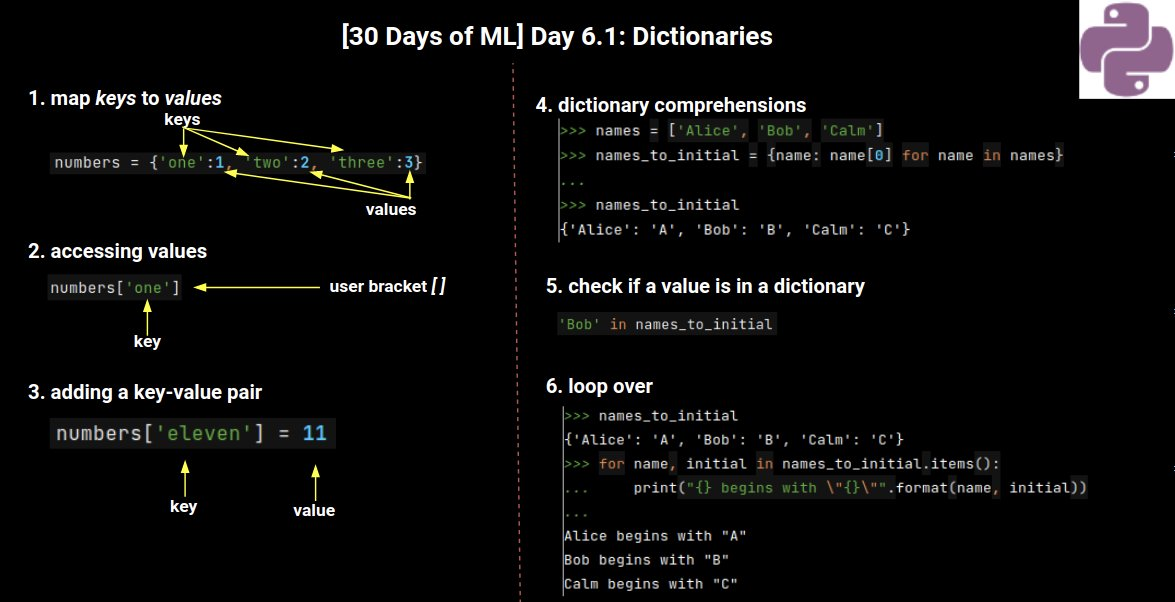 [30 Days of ML] Day 6.1: Dictionaries
1. map keys to values
keys
numbers = {'one':1, 'two':2, 'three':3}
values
2. accessing values
numbers['one']
user bracket [ ]
key
3. adding a key-value pair
numbers['eleven'] = 11
key
value
4. dictionary comprehensions
>>> names = ['Alice', 'Bob', 'Calm']
>>> names_to_initial = {name: name[0] for name in names}
...
>>> names_to_initial
{'Alice': 'A', 'Bob': 'B', 'Calm': 'C'}
5. check if a value is in a dictionary
'Bob' in names_to_initial
6. loop over
>>> names_to_initial
{'Alice': 'A', 'Bob': 'B', 'Calm': 'C'}
>>> for name, initial in names_to_initial.items():
...     print("{} begins with \"{}\"".format(name, initial))
...
Alice begins with "A"
Bob begins with "B"
Calm begins with "C"